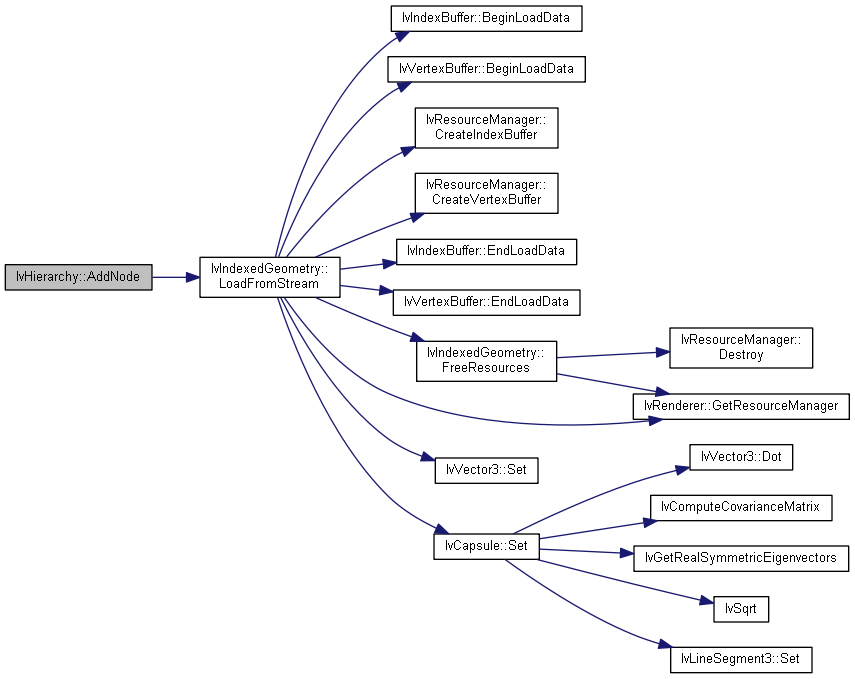 IvIndexBuffer::BeginLoadData
IvVertexBuffer::BeginLoadData
IvResourceManager::
CreateIndexBuffer
IvResourceManager::
CreateVertexBuffer
IvIndexBuffer::EndLoadData
IvHierarchy::AddNode
IvIndexedGeometry::
LoadFromStream
IvVertexBuffer::EndLoadData
IvIndexedGeometry::
FreeResources
IvResourceManager::
Destroy
IvRenderer::GetResourceManager
IvVector3::Set
IvVector3::Dot
IvComputeCovarianceMatrix
IvCapsule::Set
IvGetRealSymmetricEigenvectors
IvSqrt
IvLineSegment3::Set